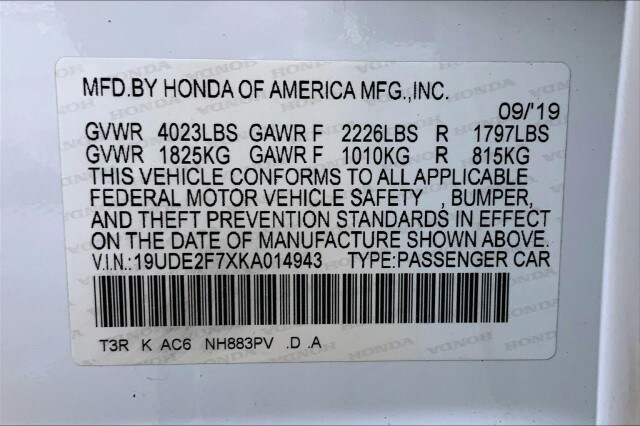 MFD.BY HONDA OF AMERICA MFG.,INC.
09/'19
GVWR 4023LBS GAWR F 2226LBS R 1797LBS
GVWR 1825KG GAWR F 1010KG R 815KG
THIS VEHICLE CONFORMS TO ALL APPLICABLE
FEDERAL MOTOR VEHICLE SAFETY , BUMPER,
AND THEFT PREVENTION STANDARDS IN EFFECT
ON THE DATE OF MANUFACTURE SHOWN ABOVE.
V.I.N.:19UDE2F7XKA014943 TYPE:PASSENGER CAR
T3R K AC6 NH883PV .D .A